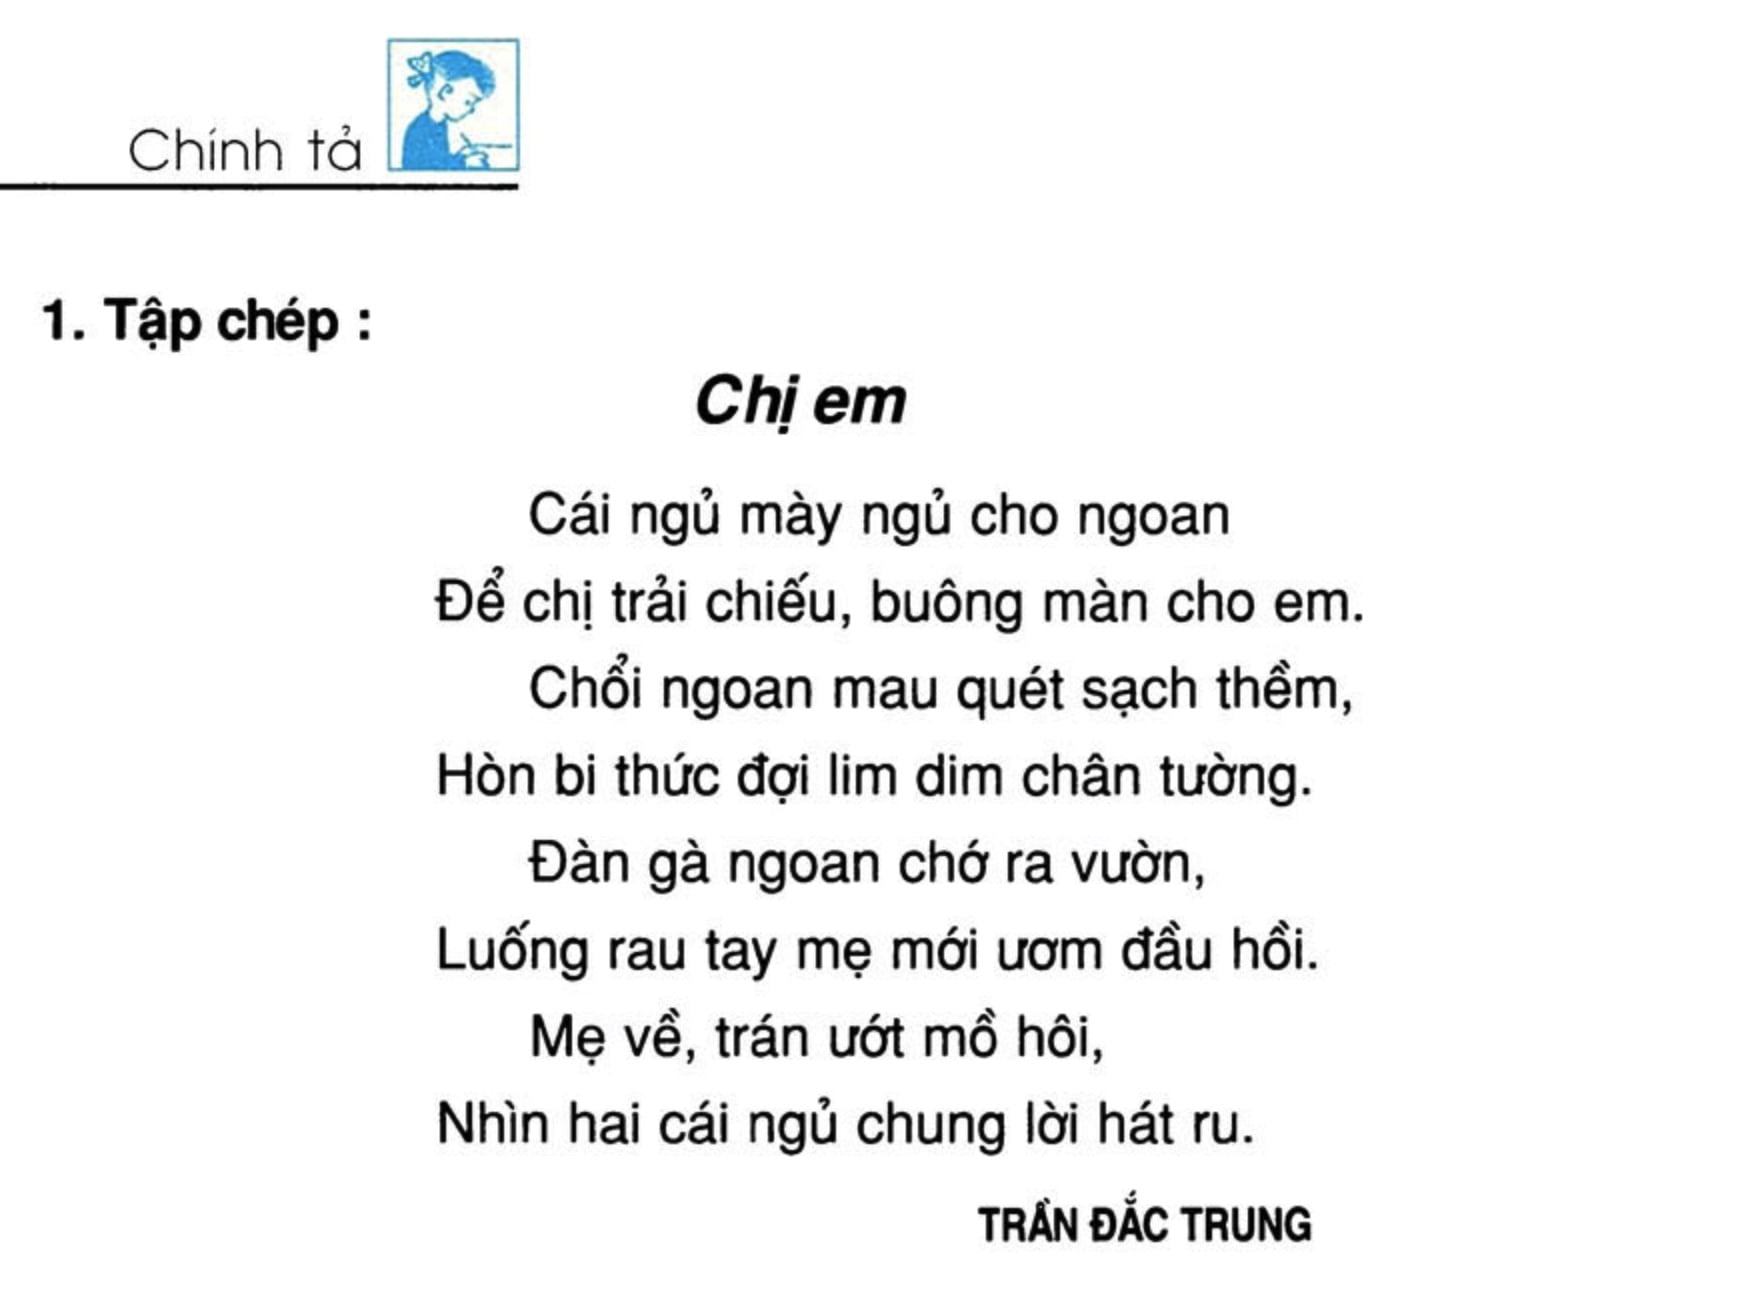 Chính tả
1. Tập chép :
Chị em
Cái ngủ mày ngủ cho ngoan
Để chị trải chiếu, buông màn cho em.
Chổi ngoan mau quét sạch thềm,
Hòn bi thức đợi lim dim chân tường.
Đàn gà ngoan chớ ra vườn,
Luống rau tay mẹ mới ươm đầu hồi.
Mẹ về, trán ướt mồ hôi,
Nhìn hai cái ngủ chung lời hát ru.
TRẦN ĐẮC TRUNG